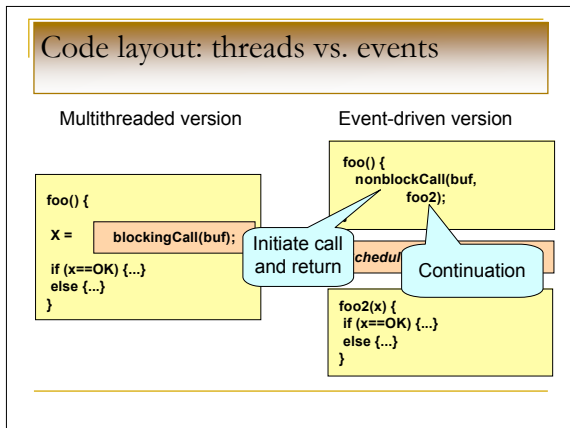 Code layout: threads vs. events
Multithreaded version
foo() {
X = blockingCall(buf);
if (x==OK) {...}
else {...}
}
Event-driven version
foo() {
nonblockCall(buf,
foo2);
Initiate call
and return
Continuation
foo2(x) {
if (x==OK) {...}
else {...}
}